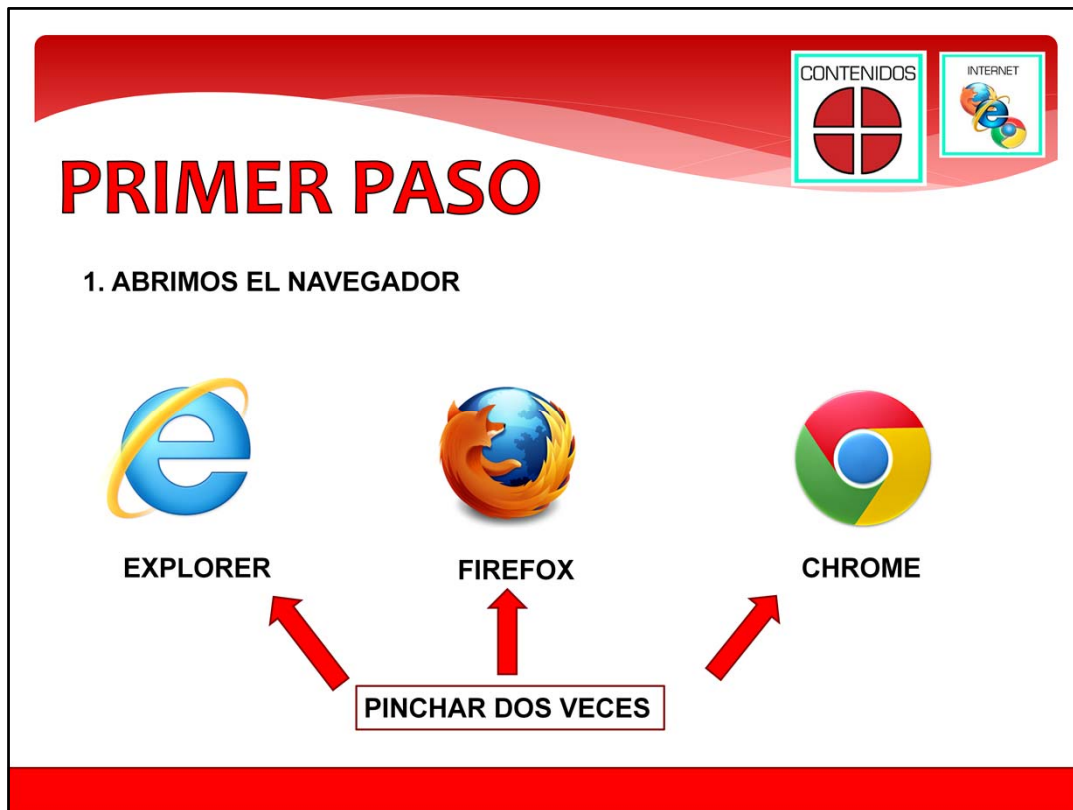 CONTENIDOS
INTERNET
PRIMER PASO
1. ABRIMOS EL NAVEGADOR
EXPLORER
FIREFOX
CHROME
PINCHAR DOS VECES